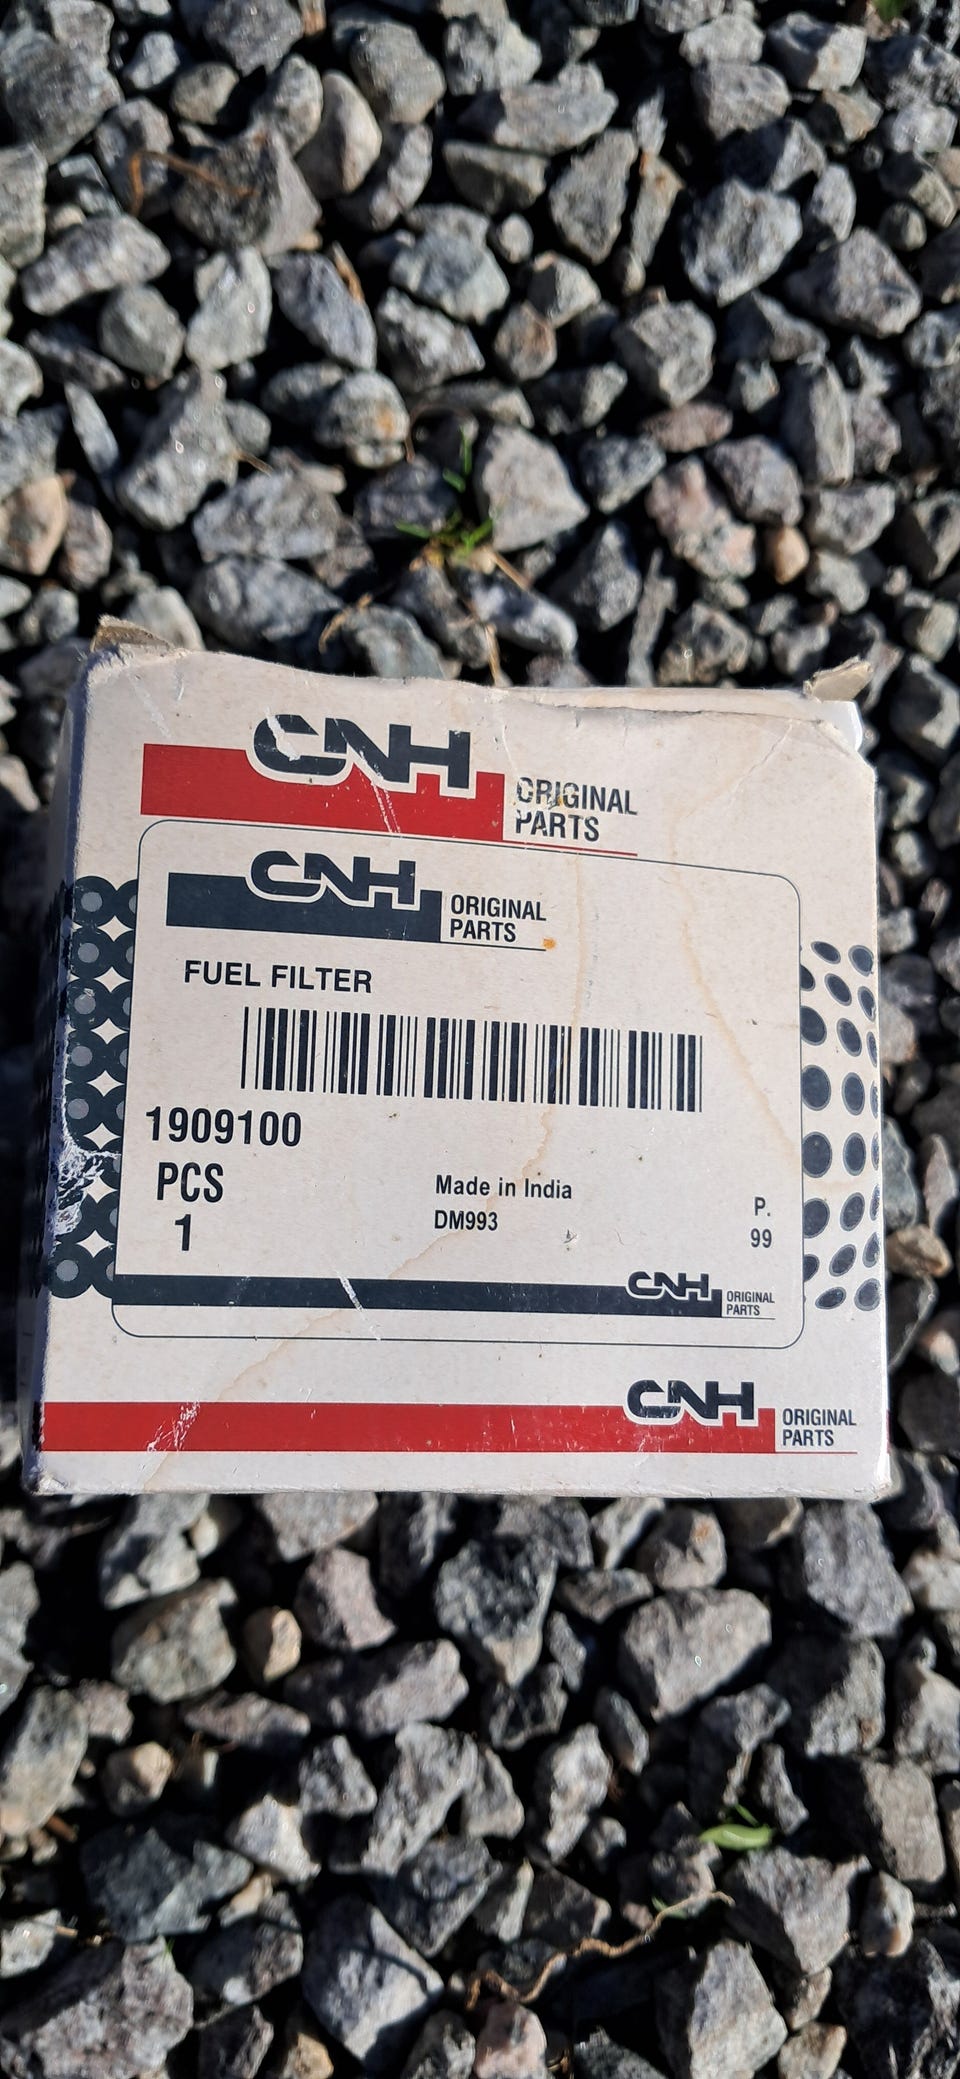 CNH
ORIGINAL
PARTS
CNH
ORIGINAL
PARTS
FUEL FILTER
1909100
PCS
1
Made in India
DM993
P.
99
CNH
ORIGINAL
PARTS
CNH
ORIGINAL
PARTS